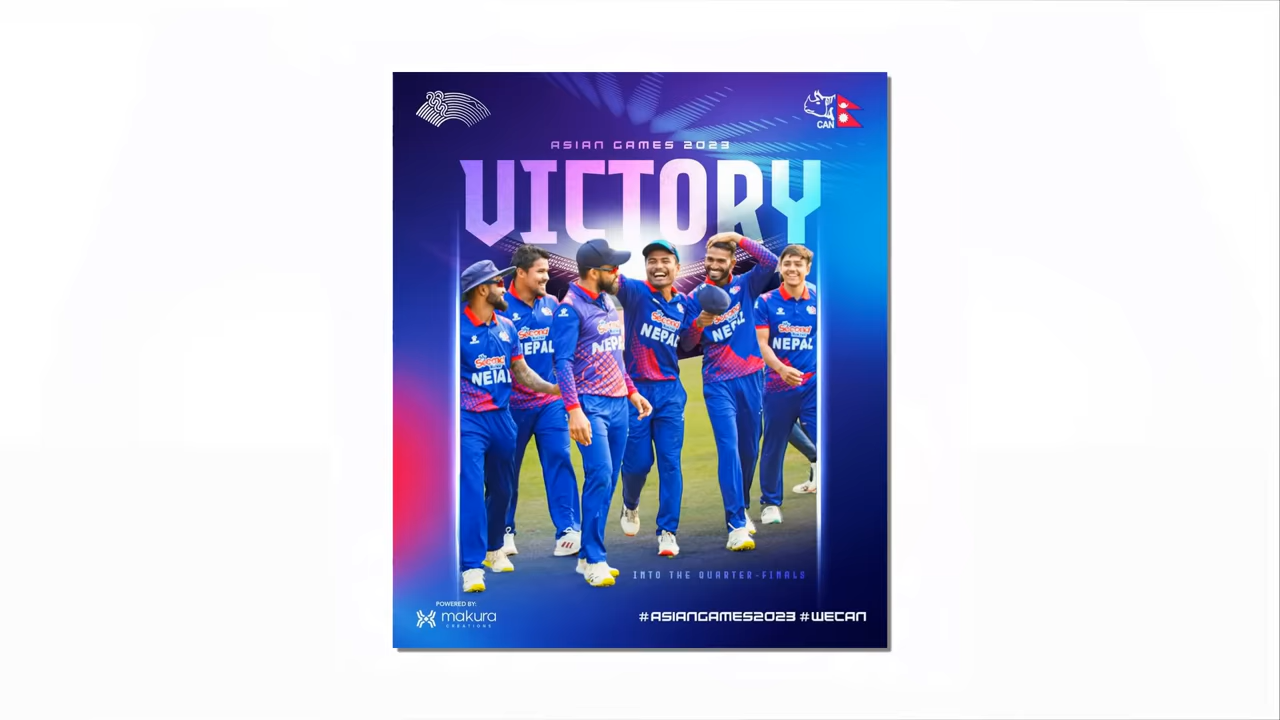 CAN
ASIAN GAMES 2023
VICTORY
NEPAL
NEPAL
NEPAL
NEPAL
NEPAL
INTO THE QUARTER-FINALS
POWERED BY:
makura
CREATIONS
#ASIANGAMES2023 #WECAN